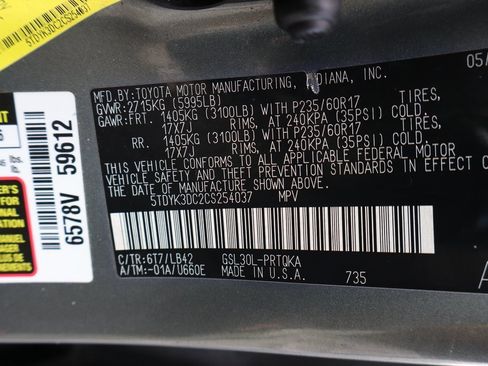 5TDYK3DC2CS254037
05/
MFD.BY:TOYOTA MOTOR MANUFACTURING, INDIANA, INC.
GVWR: 2715KG (5995LB)
GAWR:FRT. 1405KG (3100LB) WITH P235/60R17 TIRES,
17X7J RIMS, AT 240KPA (35PSI) COLD.
RR. 1405KG (3100LB) WITH P235/60R17 TIRES,
17X7J RIMS, AT 240KPA (35PSI) COLD.
THIS VEHICLE CONFORMS TO ALL APPLICABLE FEDERAL MOTOR
VEHICLE SAFETY AND THEFT PREVENTION STANDARDS IN EFFECT O
THE DATE OF MANUFACTURE SHOWN ABOVE.
5TDYK3DC2CS254037 MPV
C/TR:6T7/LB42 GSL30L-PRTQKA
A/TM:-01A/U660E MADE IN U.S.A.
735
6578V 59612
lbs.